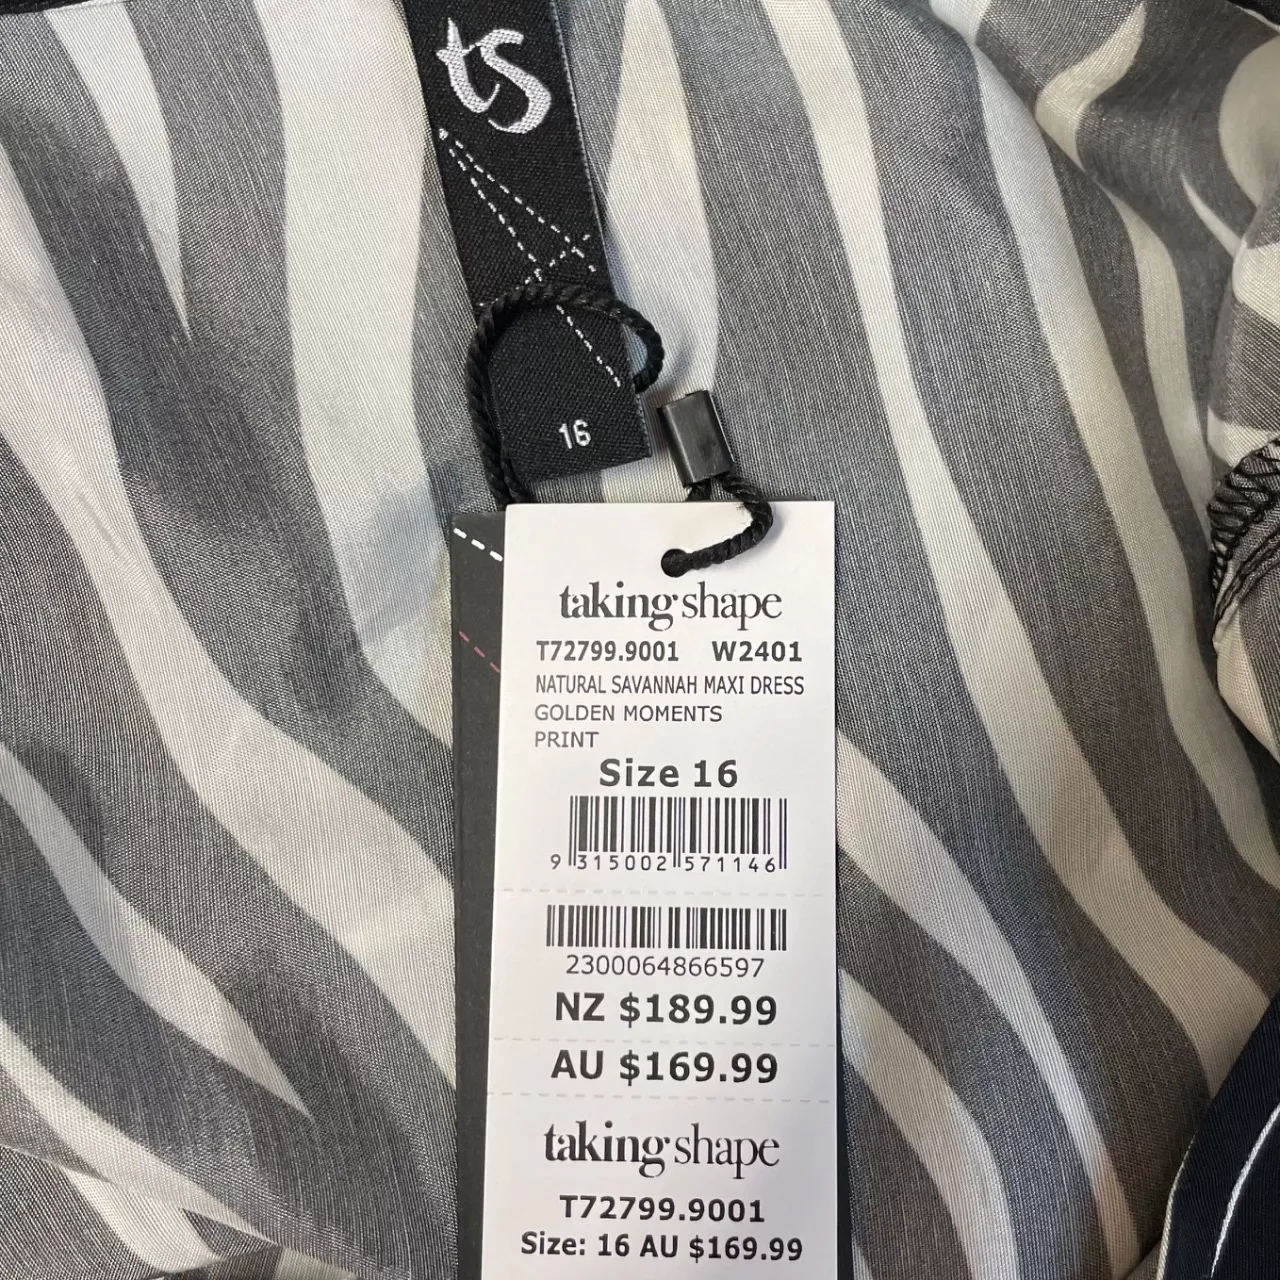 ts
16
taking shape
T72799.9001 W2401
NATURAL SAVANNAH MAXI DRESS
GOLDEN MOMENTS
PRINT
Size 16
9 315002 571146
2300064866597
NZ $189.99
AU $169.99
taking shape
T72799.9001
Size: 16 AU $169.99